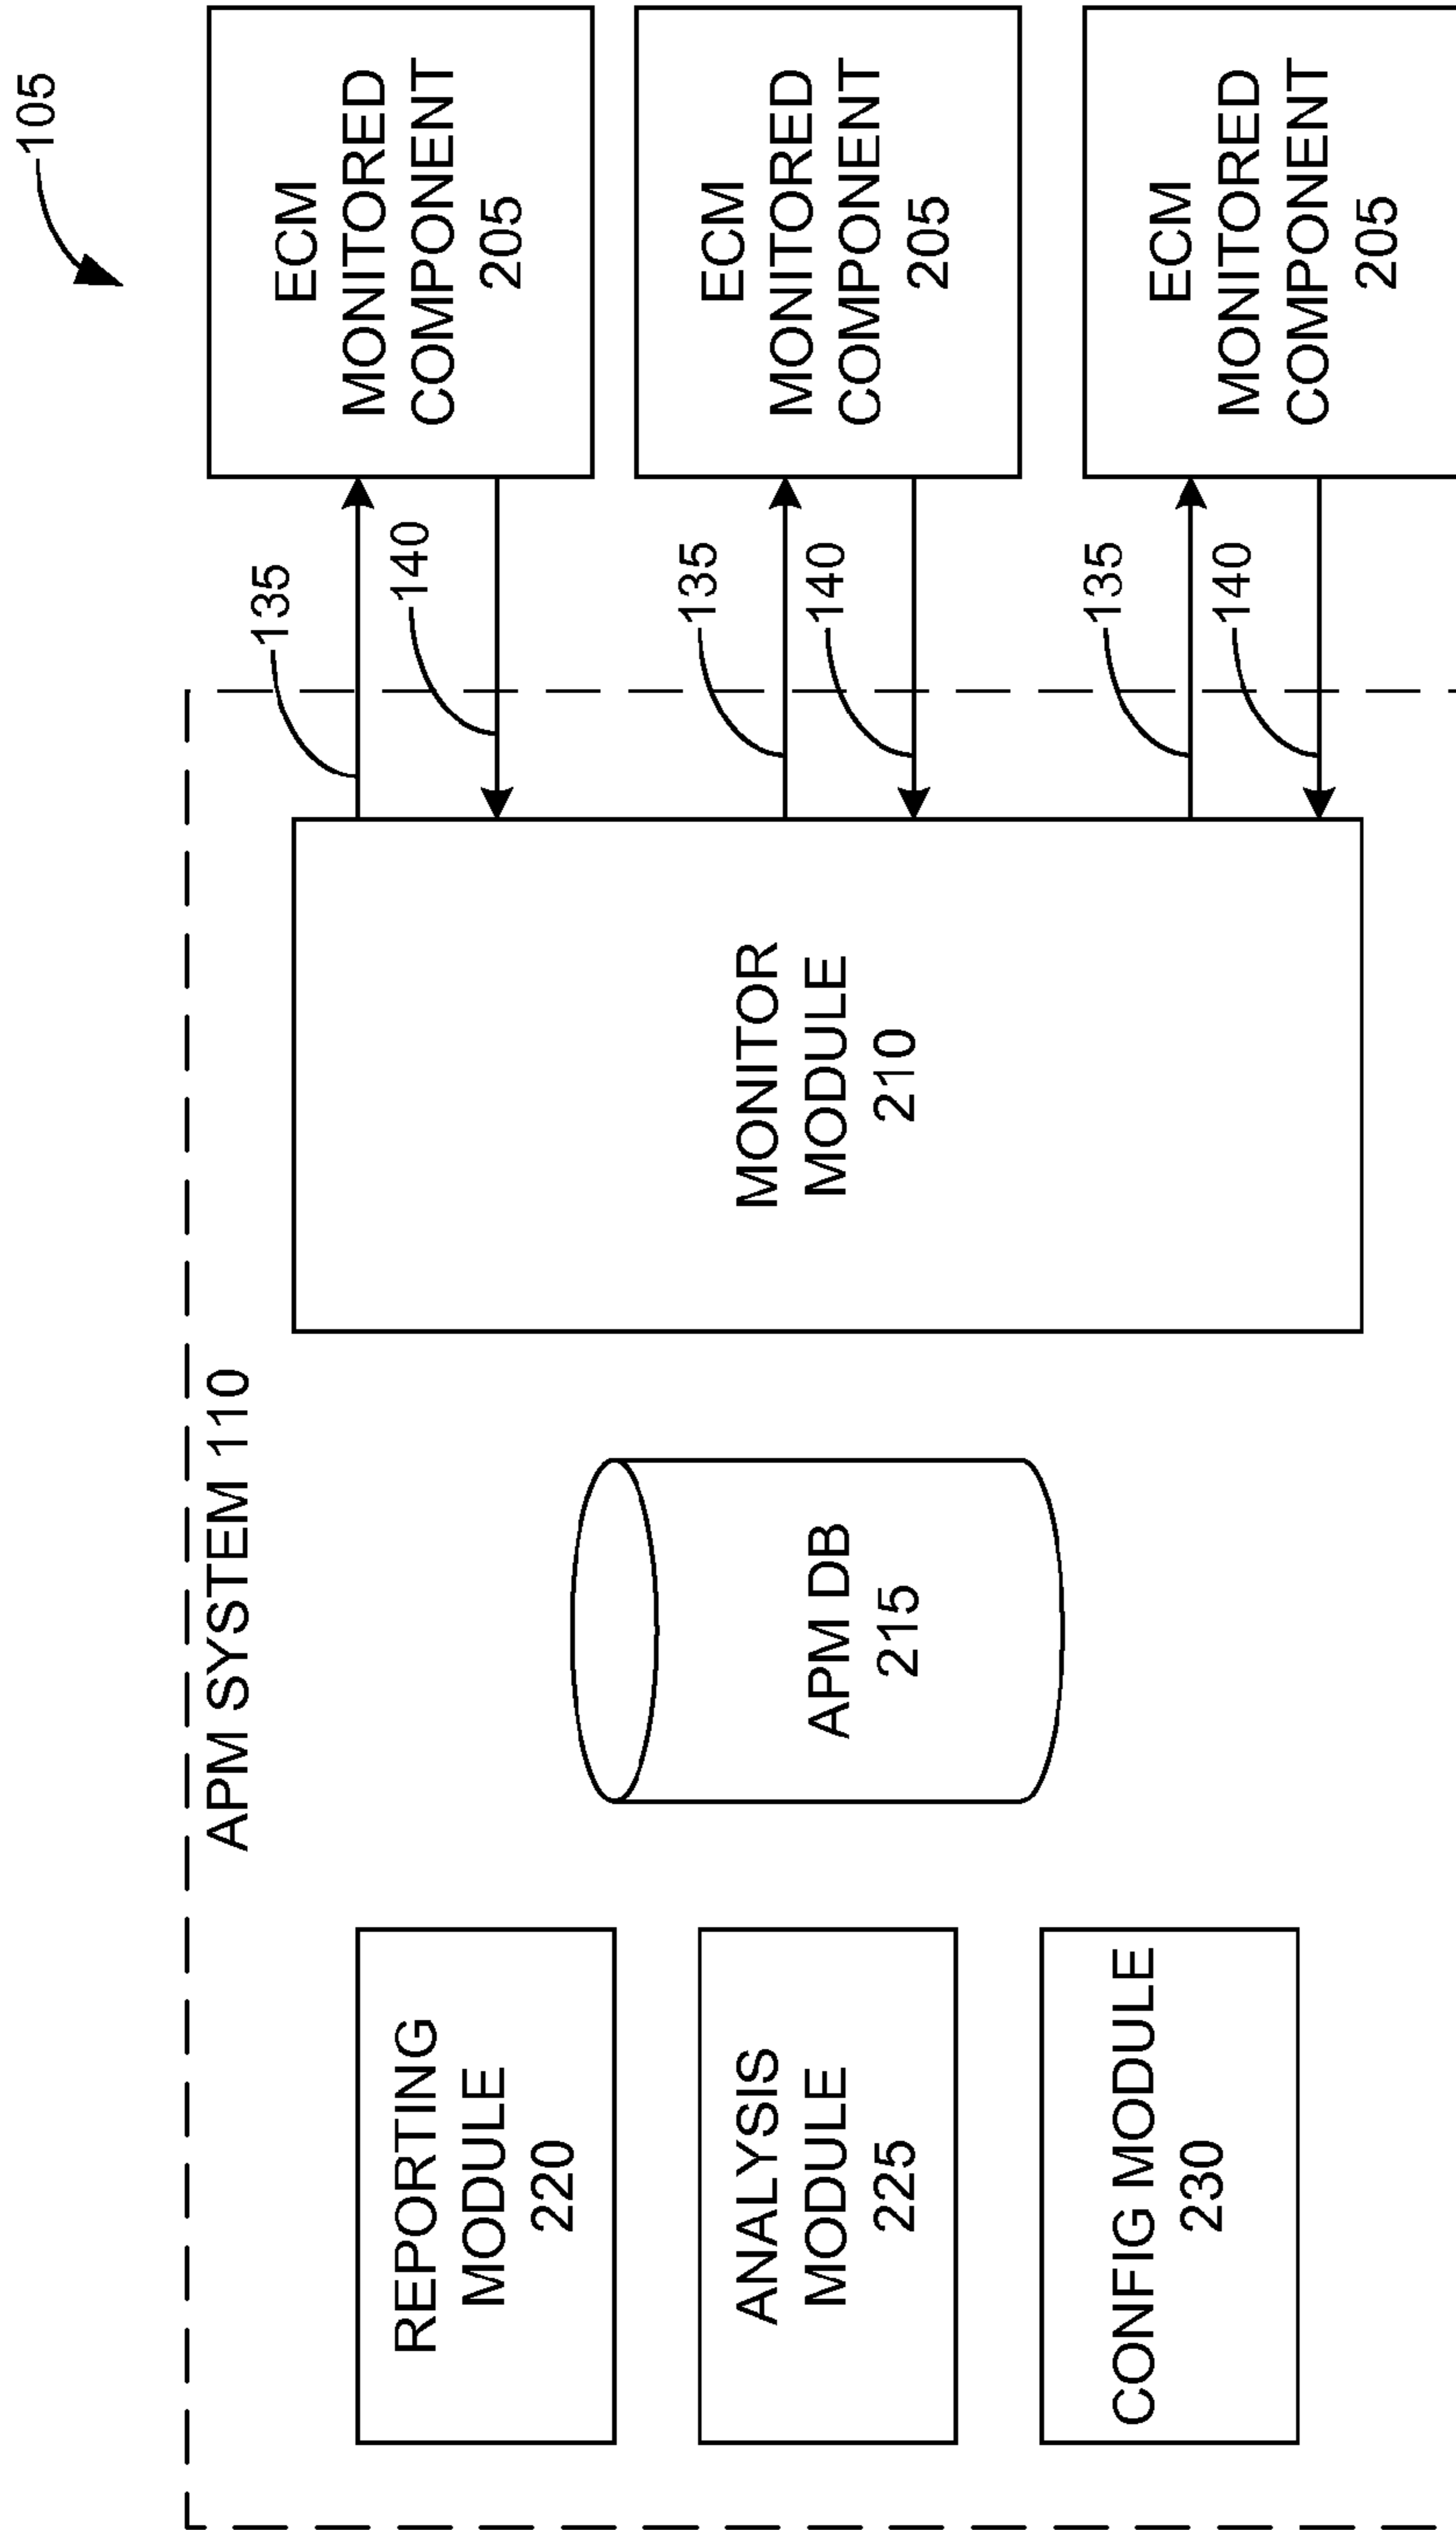 105
APM SYSTEM 110
REPORTING
MODULE
220
ANALYSIS
MODULE
225
CONFIG MODULE
230
APM DB
215
MONITOR
MODULE
210
135
140
135
140
135
140
ECM
MONITORED
COMPONENT
205
ECM
MONITORED
COMPONENT
205
ECM
MONITORED
COMPONENT
205